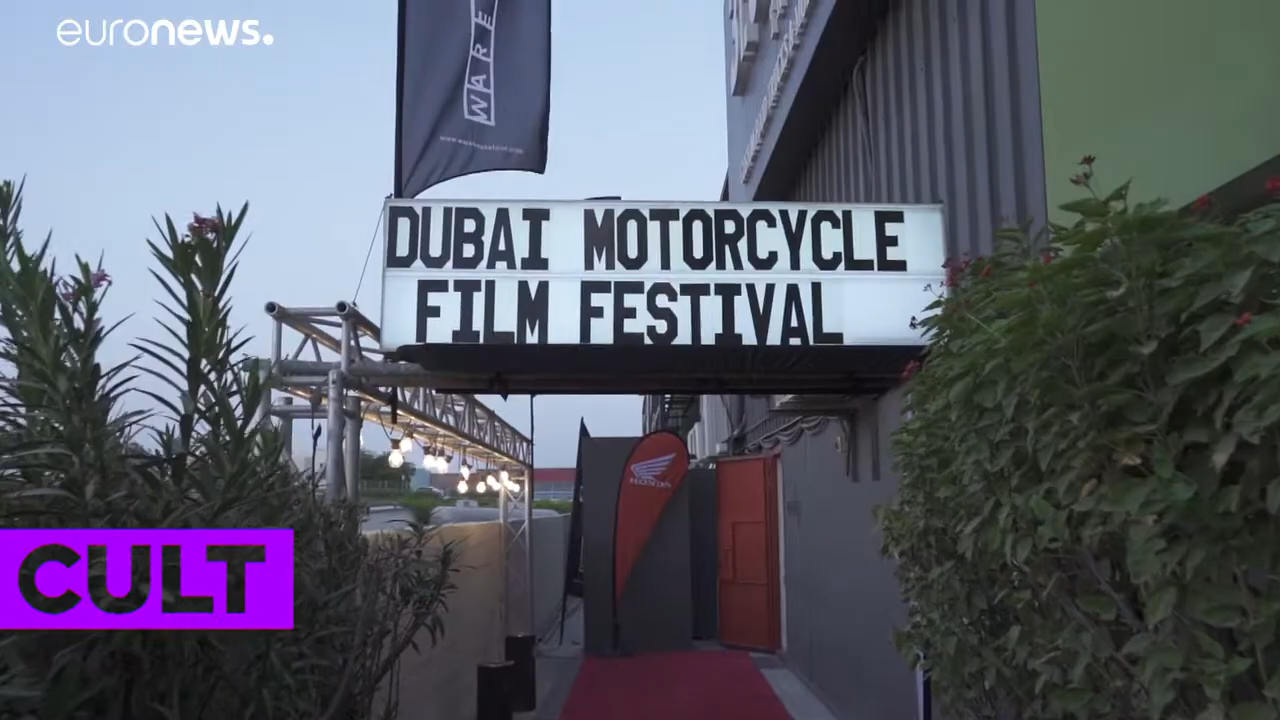 euronews.
WARE
DUBAI MOTORCYCLE
FILM FESTIVAL
HONDA
CULT